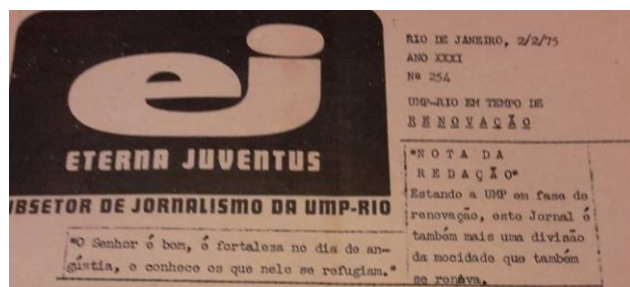 ej
ETERNA JUVENTUS
UBSETOR DE JORNALISMO DA UMP-RIO
"O Senhor é bom, é fortaleza no dia de an-
gústia, e conhece os que nele se refugiam."
RIO DE JANEIRO, 2/2/75
ANO XXXI
Nº 254
UMP-RIO EM TEMPO DE
R E N O V A Ç Ã O
"N O T A DA
R E D A Ç Ã O"
Estando a UMP em fase de
renovação, este Jornal é
também mais uma divisão
da mocidade que também
se renova.